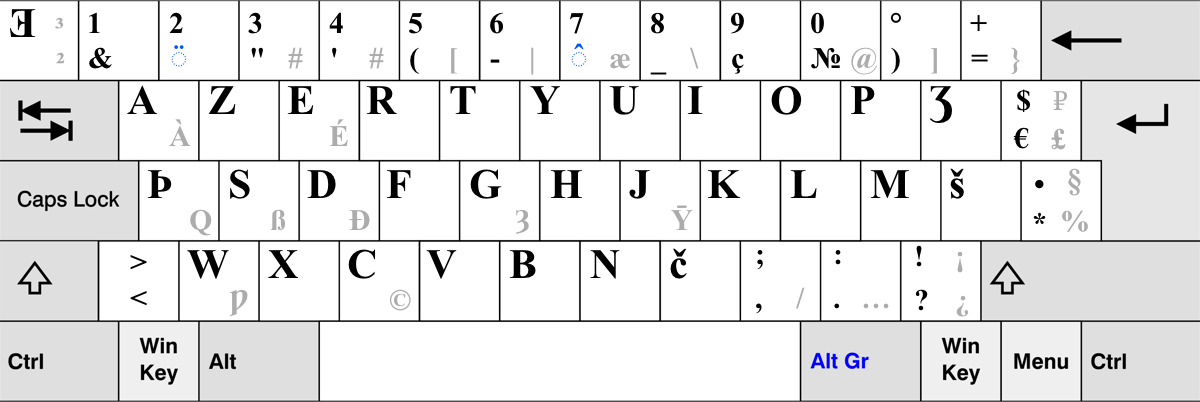 Ǝ 3 1 2 ̈ 3 4 5 6 7 ̂ 8 9 0 ° +
2 & " # ' # ( [ - | æ _ \ ç № @ ) ] = }
A Z E R T Y U I O P Ʒ $ ₽
À É € £
Caps Lock Þ S D F G H J K L M š • §
Q ß Đ Ʒ Ȳ * %
> W X C V B N č ; : ! ¡
< Ƿ © , / . … ? ¿
Ctrl Win Key Alt Alt Gr Win Key Menu Ctrl